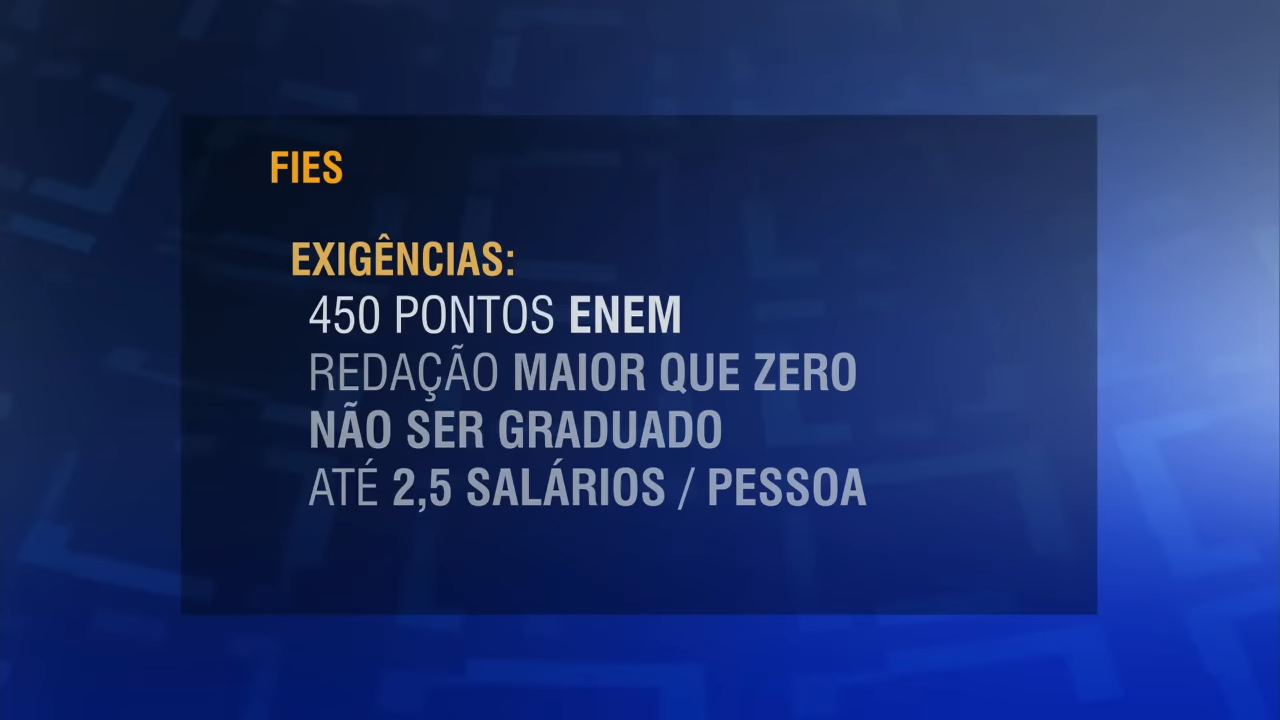 FIES
EXIGÊNCIAS:
450 PONTOS ENEM
REDAÇÃO MAIOR QUE ZERO
NÃO SER GRADUADO
ATÉ 2,5 SALÁRIOS / PESSOA